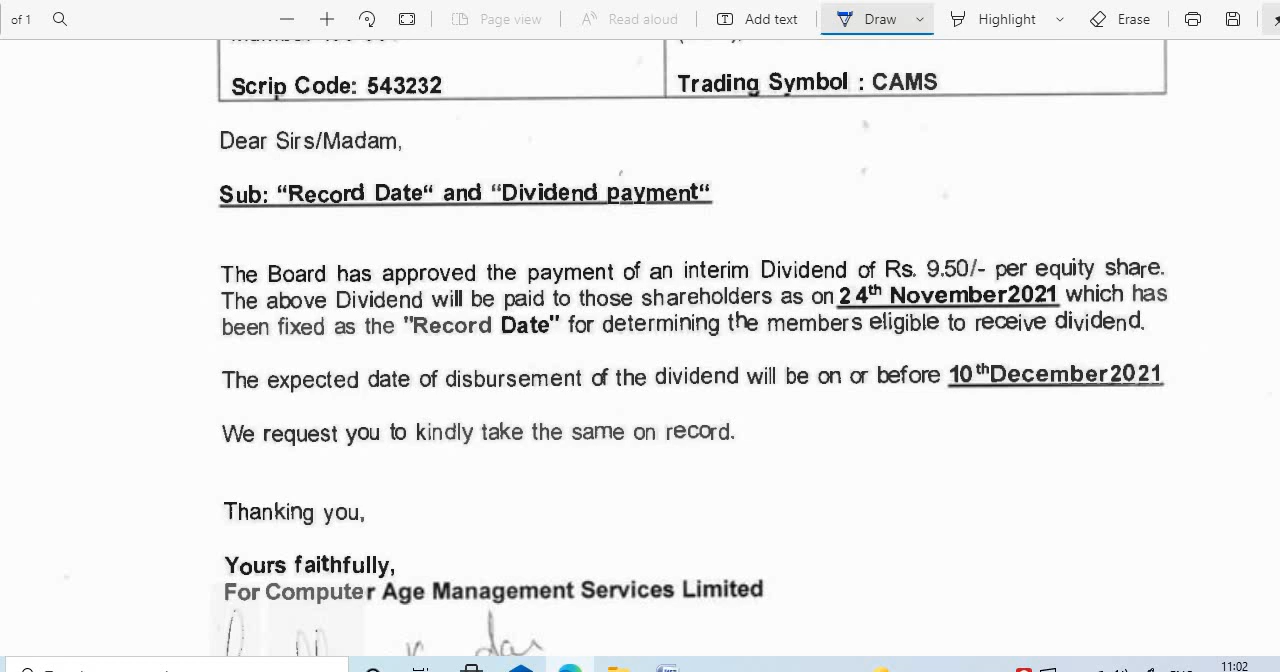 of 1
Page view
Read aloud
Add text
Draw
Highlight
Erase
Scrip Code: 543232
Trading Symbol : CAMS
Dear Sirs/Madam,
Sub: “Record Date“ and “Dividend payment“
The Board has approved the payment of an interim Dividend of Rs. 9.50/- per equity share.
The above Dividend will be paid to those shareholders as on 24th November2021 which has
been fixed as the "Record Date" for determining the members eligible to receive dividend.
The expected date of disbursement of the dividend will be on or before 10thDecember2021
We request you to kindly take the same on record.
Thanking you,
Yours faithfully,
For Computer Age Management Services Limited
11:02